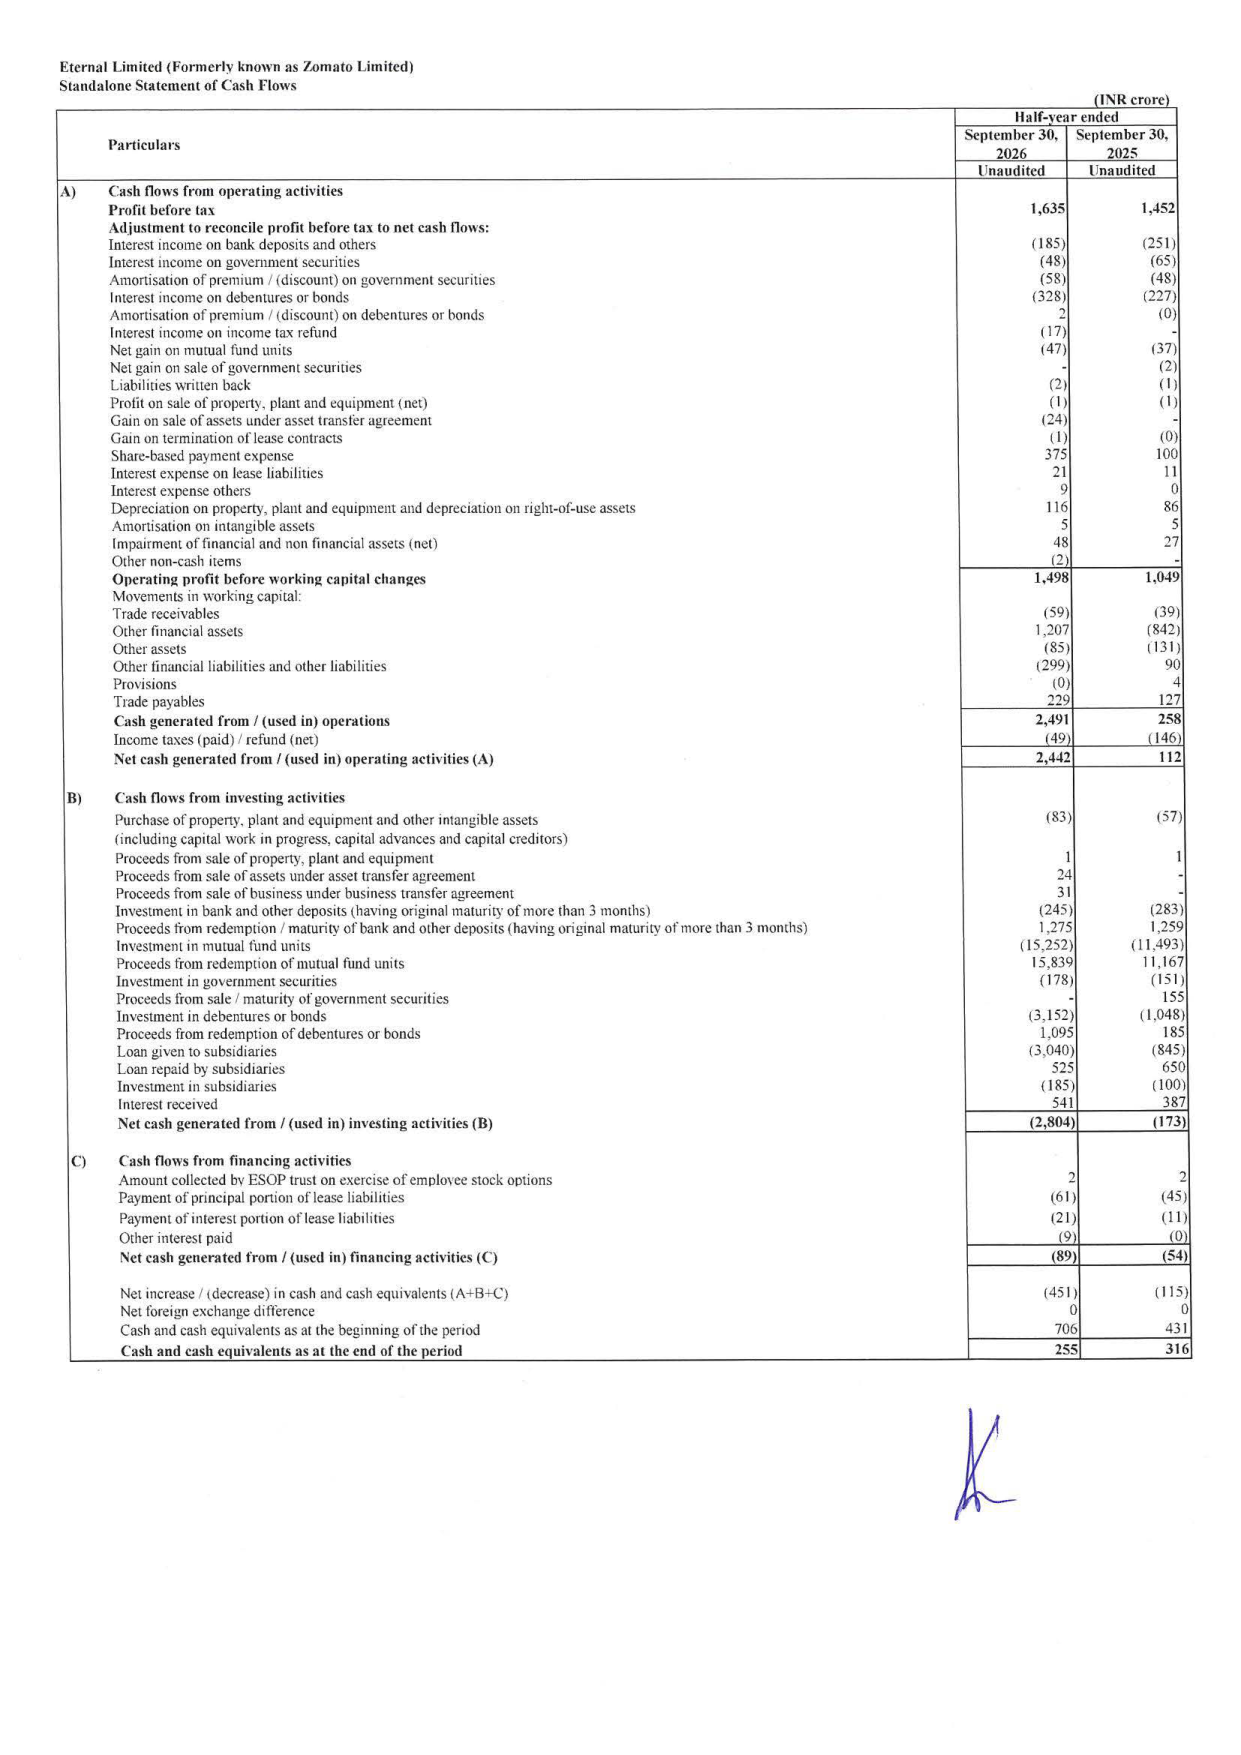 Eternal Limited (Formerly known as Zomato Limited)
Standalone Statement of Cash Flows
(INR crore)
Particulars Half-year ended
September 30, 2026 September 30, 2025
Unaudited Unaudited
A) Cash flows from operating activities
Profit before tax 1,635 1,452
Adjustment to reconcile profit before tax to net cash flows:
Interest income on bank deposits and others (185) (251)
Interest income on government securities (48) (65)
Amortisation of premium / (discount) on government securities (58) (48)
Interest income on debentures or bonds (328) (227)
Amortisation of premium / (discount) on debentures or bonds 2 (0)
Interest income on income tax refund (17) -
Net gain on mutual fund units (47) (37)
Net gain on sale of government securities - (2)
Liabilities written back (2) (1)
Profit on sale of property, plant and equipment (net) (1) (1)
Gain on sale of assets under asset transfer agreement (24) -
Gain on termination of lease contracts (1) (0)
Share-based payment expense 375 100
Interest expense on lease liabilities 21 11
Interest expense others 9 0
Depreciation on property, plant and equipment and depreciation on right-of-use assets 116 86
Amortisation on intangible assets 5 5
Impairment of financial and non financial assets (net) 48 27
Other non-cash items (2) -
Operating profit before working capital changes 1,498 1,049
Movements in working capital:
Trade receivables (59) (39)
Other financial assets 1,207 (842)
Other assets (85) (131)
Other financial liabilities and other liabilities (299) 90
Provisions (0) 4
Trade payables 229 127
Cash generated from / (used in) operations 2,491 258
Income taxes (paid) / refund (net) (49) (146)
Net cash generated from / (used in) operating activities (A) 2,442 112
B) Cash flows from investing activities
Purchase of property, plant and equipment and other intangible assets (83) (57)
(including capital work in progress, capital advances and capital creditors)
Proceeds from sale of property, plant and equipment 1 1
Proceeds from sale of assets under asset transfer agreement 24 -
Proceeds from sale of business under business transfer agreement 31 -
Investment in bank and other deposits (having original maturity of more than 3 months) (245) (283)
Proceeds from redemption / maturity of bank and other deposits (having original maturity of more than 3 months) 1,275 1,259
Investment in mutual fund units (15,252) (11,493)
Proceeds from redemption of mutual fund units 15,839 11,167
Investment in government securities (178) (151)
Proceeds from sale / maturity of government securities - 155
Investment in debentures or bonds (3,152) (1,048)
Proceeds from redemption of debentures or bonds 1,095 185
Loan given to subsidiaries (3,040) (845)
Loan repaid by subsidiaries 525 650
Investment in subsidiaries (185) (100)
Interest received 541 387
Net cash generated from / (used in) investing activities (B) (2,804) (173)
C) Cash flows from financing activities
Amount collected by ESOP trust on exercise of employee stock options 2 2
Payment of principal portion of lease liabilities (61) (45)
Payment of interest portion of lease liabilities (21) (11)
Other interest paid (9) (0)
Net cash generated from / (used in) financing activities (C) (89) (54)
Net increase / (decrease) in cash and cash equivalents (A+B+C) (451) (115)
Net foreign exchange difference 0 0
Cash and cash equivalents as at the beginning of the period 706 431
Cash and cash equivalents as at the end of the period 255 316